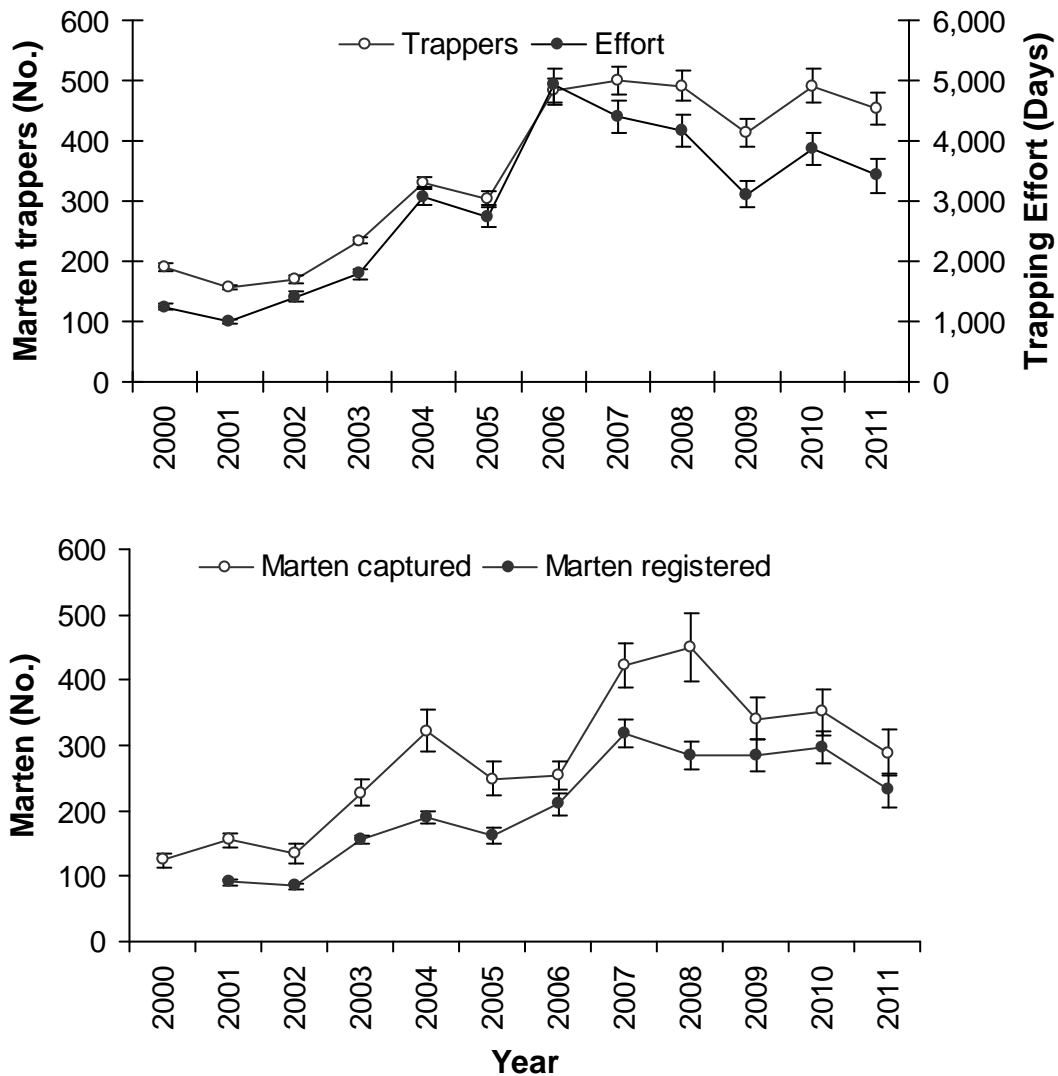 Marten trappers (No.)
600
500
400
300
200
100
0
Trappers Effort
6,000
5,000
4,000
3,000
2,000
1,000
0
Trapping Effort (Days)
2000 2001 2002 2003 2004 2005 2006 2007 2008 2009 2010 2011
Marten (No.)
600
500
400
300
200
100
0
Marten captured Marten registered
2000 2001 2002 2003 2004 2005 2006 2007 2008 2009 2010 2011
Year